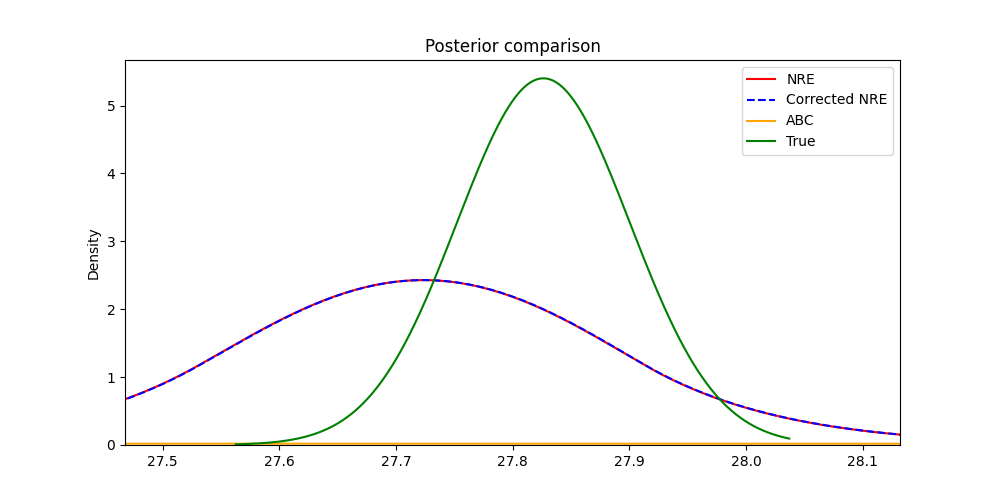 Posterior comparison
NRE
Corrected NRE
ABC
True
Density
5
4
3
2
1
0
27.5 27.6 27.7 27.8 27.9 28.0 28.1